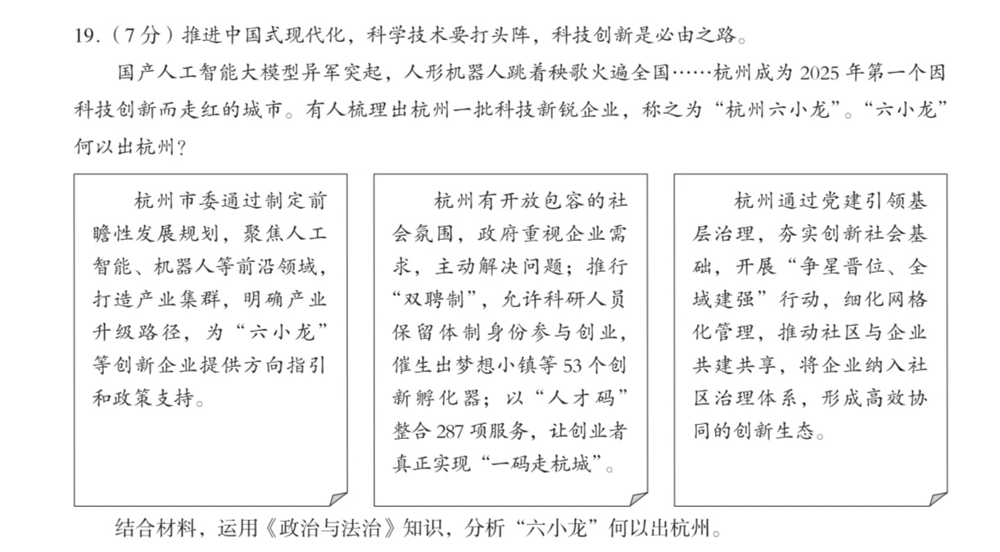 19.（7分）推进中国式现代化，科学技术要打头阵，科技创新是必由之路。
国产人工智能大模型异军突起，人形机器人跳着秧歌火遍全国……杭州成为 2025 年第一个因
科技创新而走红的城市。有人梳理出杭州一批科技新锐企业，称之为“杭州六小龙”。“六小龙”
何以出杭州？
杭州市委通过制定前
瞻性发展规划，聚焦人工
智能、机器人等前沿领域，
打造产业集群，明确产业
升级路径，为“六小龙”
等创新企业提供方向指引
和政策支持。
杭州有开放包容的社
会氛围，政府重视企业需
求，主动解决问题；推行
“双聘制”，允许科研人员
保留体制身份参与创业，
催生出梦想小镇等 53 个创
新孵化器；以“人才码”
整合 287 项服务，让创业者
真正实现“一码走杭城”。
杭州通过党建引领基
层治理，夯实创新社会基
础，开展“争星晋位、全
域建强”行动，细化网格
化管理，推动社区与企业
共建共享，将企业纳入社
区治理体系，形成高效协
同的创新生态。
结合材料，运用《政治与法治》知识，分析“六小龙”何以出杭州。